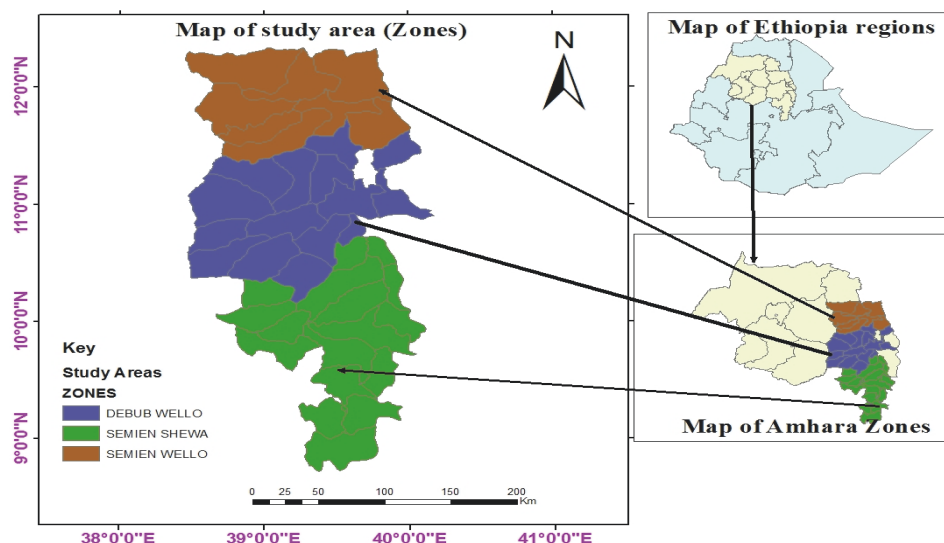 Map of study area (Zones)
N
12°0'0"N
11°0'0"N
10°0'0"N
9°0'0"N
Key
Study Areas
ZONES
DEBUB WELLO
SEMIEN SHEWA
SEMIEN WELLO
0 25 50 100 150 200
Km
38°0'0"E 39°0'0"E 40°0'0"E 41°0'0"E
Map of Ethiopia regions
Map of Amhara Zones